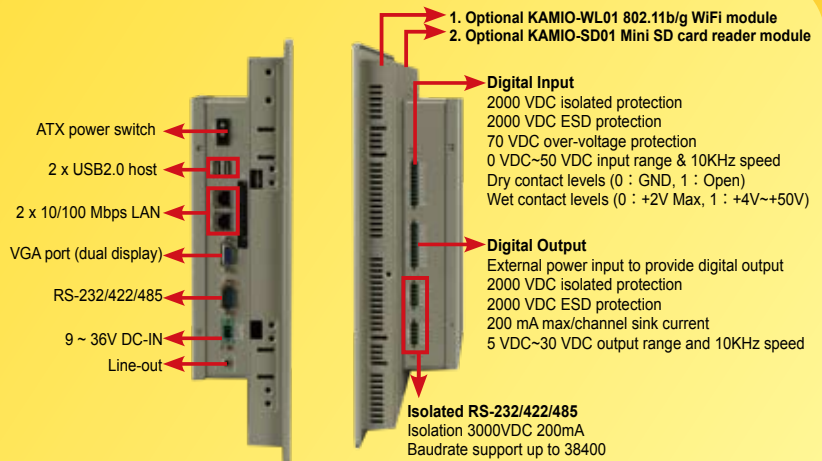 1. Optional KAMIO-WL01 802.11b/g WiFi module
2. Optional KAMIO-SD01 Mini SD card reader module
ATX power switch
2 x USB2.0 host
2 x 10/100 Mbps LAN
VGA port (dual display)
RS-232/422/485
9 ~ 36V DC-IN
Line-out
Digital Input
2000 VDC isolated protection
2000 VDC ESD protection
70 VDC over-voltage protection
0 VDC~50 VDC input range & 10KHz speed
Dry contact levels (0：GND, 1：Open)
Wet contact levels (0：+2V Max, 1：+4V~+50V)
Digital Output
External power input to provide digital output
2000 VDC isolated protection
2000 VDC ESD protection
200 mA max/channel sink current
5 VDC~30 VDC output range and 10KHz speed
Isolated RS-232/422/485
Isolation 3000VDC 200mA
Baudrate support up to 38400